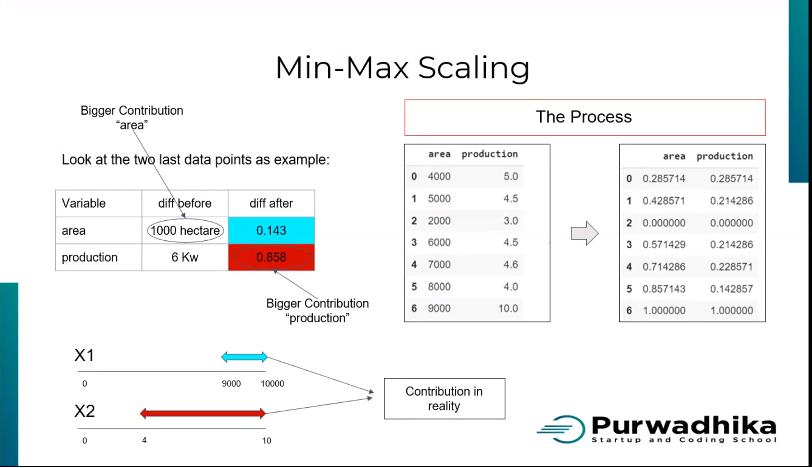 Min-Max Scaling
Bigger Contribution
“area”
Look at the two last data points as example:
Variable diff before diff after
area 1000 hectare 0.143
production 6 Kw 0.858
Bigger Contribution
“production”
The Process
area production
0 4000 5.0
1 5000 4.5
2 2000 3.0
3 6000 4.5
4 7000 4.6
5 8000 4.0
6 9000 10.0
area production
0 0.285714 0.285714
1 0.428571 0.214286
2 0.000000 0.000000
3 0.571429 0.214286
4 0.714286 0.228571
5 0.857143 0.142857
6 1.000000 1.000000
X1
0 9000 10000
X2
0 4 10
Contribution in
reality
Purwadhika
Startup and Coding School